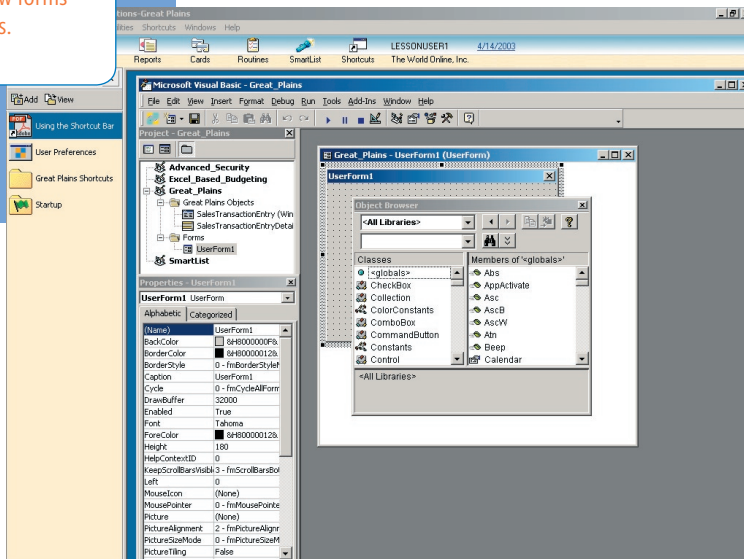 w forms
s.
tions-Great Plains
ilities Shortcuts Windows Help
Reports Cards Routines SmartList Shortcuts
LESSONUSER1 4/14/2003
The World Online, Inc.
Add View
Using the Shortcut Bar
User Preferences
Great Plains Shortcuts
Startup
Microsoft Visual Basic - Great_Plains
File Edit View Insert Format Debug Run Tools Add-Ins Window Help
Project - Great_Plains
Advanced_Security
Excel_Based_Budgeting
Great_Plains
Great Plains Objects
SalesTransactionEntry (Win
SalesTransactionEntryDetai
Forms
UserForm1
SmartList
Properties - UserForm1
UserForm1 UserForm
Alphabetic Categorized
(Name) UserForm1
BackColor &H8000000F&
BorderColor &H80000012&
BorderStyle 0 - fmBorderStyleN
Caption UserForm1
Cycle 0 - fmCycleAllForm
DrawBuffer 32000
Enabled True
Font Tahoma
ForeColor &H80000012&
Height 180
HelpContextID 0
KeepScrollBarsVisibl 3 - fmScrollBarsBot
Left 0
MouseIcon (None)
MousePointer 0 - fmMousePointe
Picture (None)
PictureAlignment 2 - fmPictureAlignr
PictureSizeMode 0 - fmPictureSizeM
PictureTiling False
Great_Plains - UserForm1 (UserForm)
UserForm1
Object Browser
<All Libraries>
Classes
<globals>
CheckBox
Collection
ColorConstants
ComboBox
CommandButton
Constants
Control
Members of '<globals>'
Abs
AppActivate
Asc
AscB
AscW
Atn
Beep
Calendar
<All Libraries>